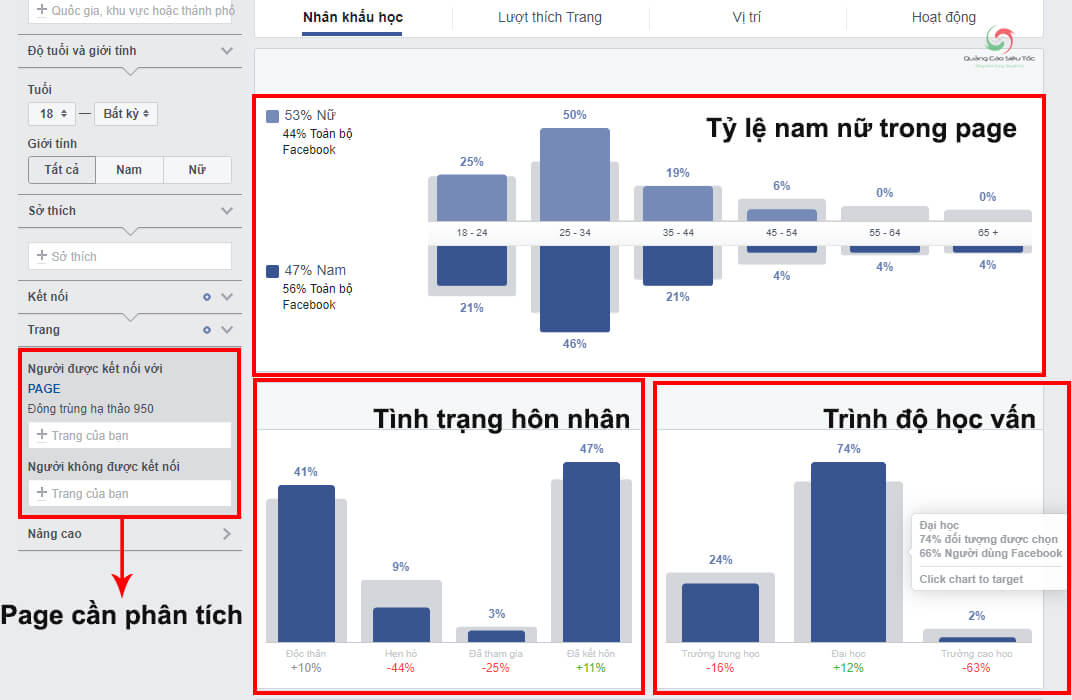 + Quốc gia, khu vực hoặc thành phố
Độ tuổi và giới tính
Tuổi
18 — Bất kỳ
Giới tính
Tất cả Nam Nữ
Sở thích
+ Sở thích
Kết nối
Trang
Người được kết nối với
PAGE
Đông trùng hạ thảo 950
+ Trang của bạn
Người không được kết nối
+ Trang của bạn
Nâng cao
Page cần phân tích
Nhân khẩu học Lượt thích Trang Vị trí Hoạt động
Quảng Cáo Siêu Tốc
Tỷ lệ nam nữ trong page
53% Nữ
44% Toàn bộ
Facebook
25% 50% 19% 6% 0% 0%
18 - 24 25 - 34 35 - 44 45 - 54 55 - 64 65 +
47% Nam
56% Toàn bộ
Facebook
21% 46% 21% 4% 4% 4%
Tình trạng hôn nhân
41% 9% 3% 47%
Độc thân Hẹn hò Đã tham gia Đã kết hôn
+10% -44% -25% +11%
Trình độ học vấn
24% 74% 2%
Trường trung học Đại học Trường cao học
-16% +12% -63%
Đại học
74% đối tượng được chọn
66% Người dùng Facebook
Click chart to target